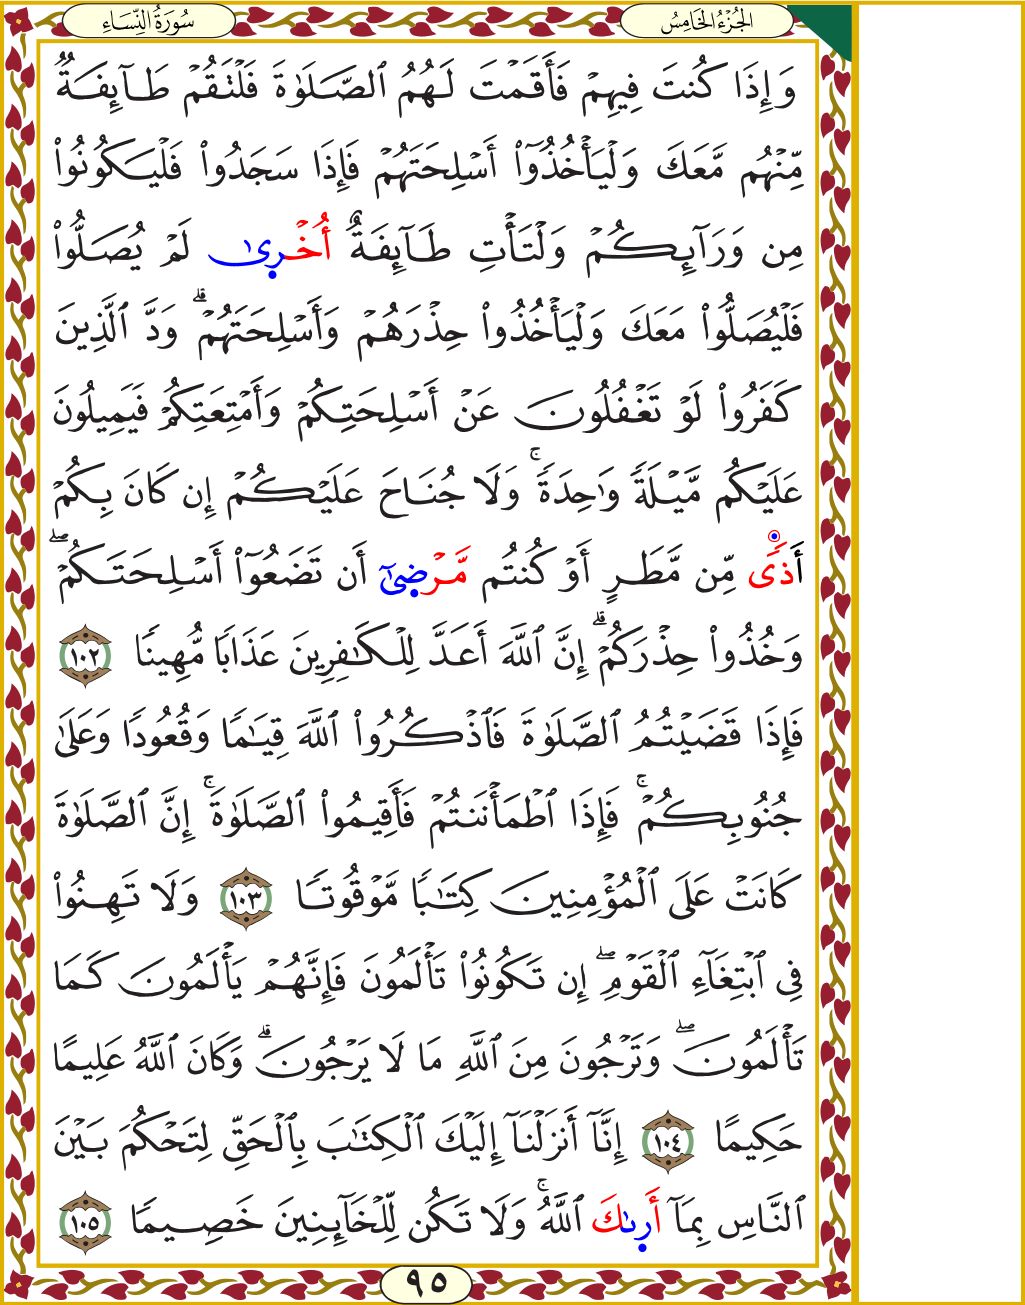 الجُزْءُ الخَامِسُ
سُورَةُ النِّسَاءِ
وَإِذَا كُنتَ فِيهِمْ فَأَقَمْتَ لَهُمُ ٱلصَّلَوٰةَ فَلْتَقُمْ طَآئِفَةٌ
مِّنْهُم مَّعَكَ وَلْيَأْخُذُوٓا۟ أَسْلِحَتَهُمْ فَإِذَا سَجَدُوا۟ فَلْيَكُونُوا۟
مِن وَرَآئِكُمْ وَلْتَأْتِ طَآئِفَةٌ أُخْرٜىٰ لَمْ يُصَلُّوا۟
فَلْيُصَلُّوا۟ مَعَكَ وَلْيَأْخُذُوا۟ حِذْرَهُمْ وَأَسْلِحَتَهُمْ ۗ وَدَّ ٱلَّذِينَ
كَفَرُوا۟ لَوْ تَغْفُلُونَ عَنْ أَسْلِحَتِكُمْ وَأَمْتِعَتِكُمْ فَيَمِيلُونَ
عَلَيْكُم مَّيْلَةً وَٰحِدَةً ۚ وَلَا جُنَاحَ عَلَيْكُمْ إِن كَانَ بِكُمْ
أَذًى مِّن مَّطَرٍ أَوْ كُنتُم مَّرْضٜىٰٓ أَن تَضَعُوٓا۟ أَسْلِحَتَكُمْ ۖ
وَخُذُوا۟ حِذْرَكُمْ ۗ إِنَّ ٱللَّهَ أَعَدَّ لِلْكَٰفِرِينَ عَذَابًا مُّهِينًا ١٠٢
فَإِذَا قَضَيْتُمُ ٱلصَّلَوٰةَ فَٱذْكُرُوا۟ ٱللَّهَ قِيَٰمًا وَقُعُودًا وَعَلَىٰ
جُنُوبِكُمْ ۚ فَإِذَا ٱطْمَأْنَنتُمْ فَأَقِيمُوا۟ ٱلصَّلَوٰةَ ۚ إِنَّ ٱلصَّلَوٰةَ
كَانَتْ عَلَى ٱلْمُؤْمِنِينَ كِتَٰبًا مَّوْقُوتًا ١٠٣ وَلَا تَهِنُوا۟
فِى ٱبْتِغَآءِ ٱلْقَوْمِ ۖ إِن تَكُونُوا۟ تَأْلَمُونَ فَإِنَّهُمْ يَأْلَمُونَ كَمَا
تَأْلَمُونَ ۖ وَتَرْجُونَ مِنَ ٱللَّهِ مَا لَا يَرْجُونَ ۗ وَكَانَ ٱللَّهُ عَلِيمًا
حَكِيمًا ١٠٤ إِنَّآ أَنزَلْنَآ إِلَيْكَ ٱلْكِتَٰبَ بِٱلْحَقِّ لِتَحْكُمَ بَيْنَ
ٱلنَّاسِ بِمَآ أَرٜىٰكَ ٱللَّهُ ۚ وَلَا تَكُن لِّلْخَآئِنِينَ خَصِيمًا ١٠٥
٩٥